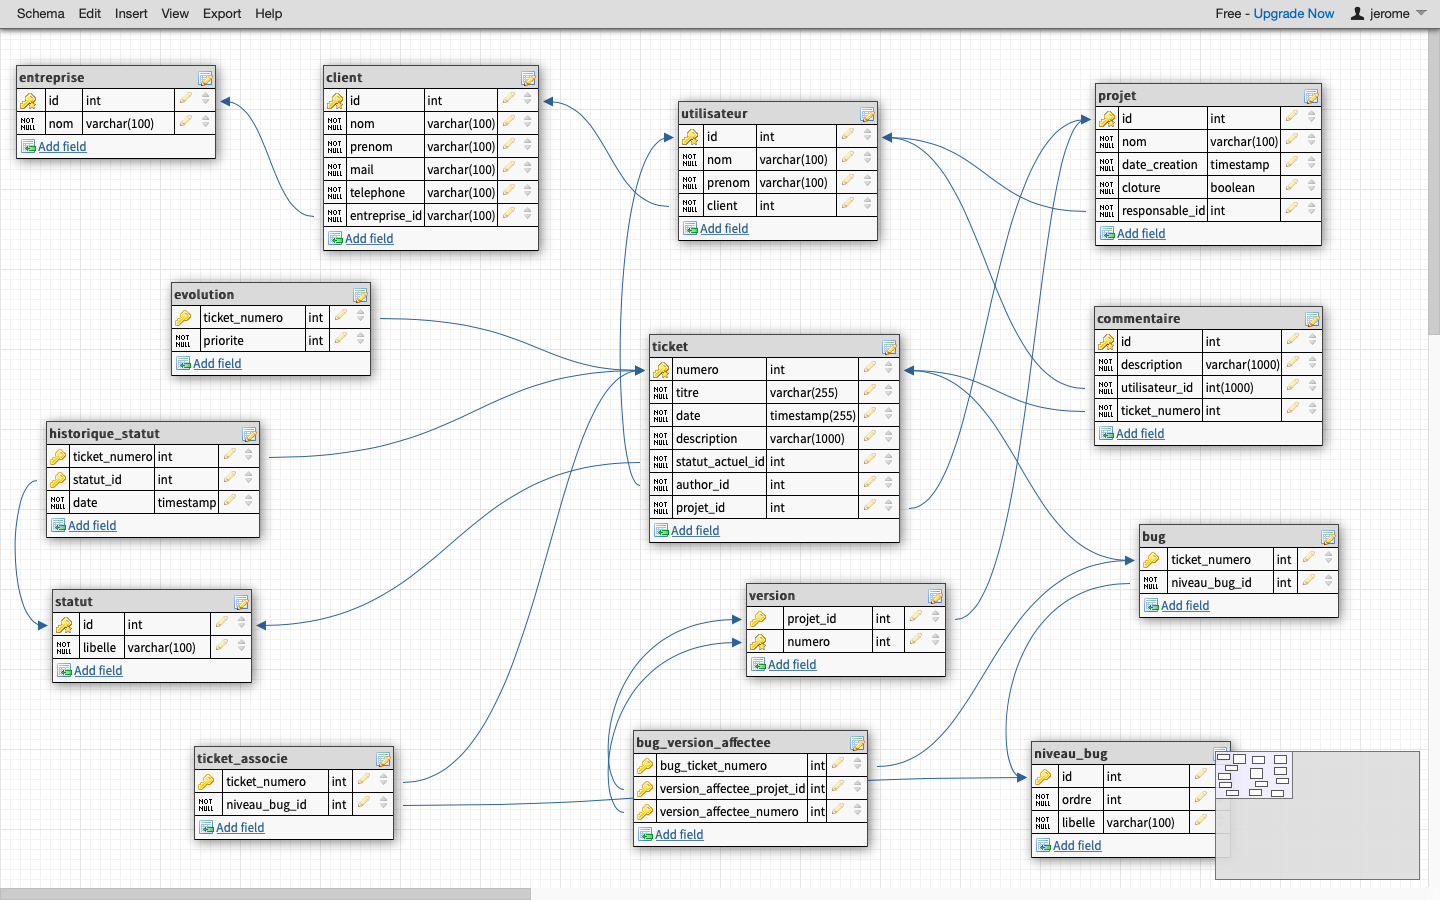 Schema Edit Insert View Export Help Free - Upgrade Now jerome
entreprise
id int
NOT NULL nom varchar(100)
Add field
client
id int
NOT NULL nom varchar(100)
NOT NULL prenom varchar(100)
NOT NULL mail varchar(100)
NOT NULL telephone varchar(100)
NOT NULL entreprise_id varchar(100)
Add field
utilisateur
id int
NOT NULL nom varchar(100)
NOT NULL prenom varchar(100)
NOT NULL client int
Add field
projet
id int
NOT NULL nom varchar(100)
NOT NULL date_creation timestamp
NOT NULL cloture boolean
NOT NULL responsable_id int
Add field
evolution
ticket_numero int
NOT NULL priorite int
Add field
ticket
numero int
NOT NULL titre varchar(255)
NOT NULL date timestamp(255)
NOT NULL description varchar(1000)
NOT NULL statut_actuel_id int
NOT NULL author_id int
NOT NULL projet_id int
Add field
commentaire
id int
NOT NULL description varchar(1000)
NOT NULL utilisateur_id int(1000)
NOT NULL ticket_numero int
Add field
historique_statut
ticket_numero int
statut_id int
NOT NULL date timestamp
Add field
bug
ticket_numero int
NOT NULL niveau_bug_id int
Add field
statut
id int
NOT NULL libelle varchar(100)
Add field
version
projet_id int
numero int
Add field
ticket_associe
ticket_numero int
NOT NULL niveau_bug_id int
Add field
bug_version_affectee
bug_ticket_numero int
version_affectee_projet_id int
version_affectee_numero int
Add field
niveau_bug
id int
NOT NULL ordre int
NOT NULL libelle varchar(100)
Add field